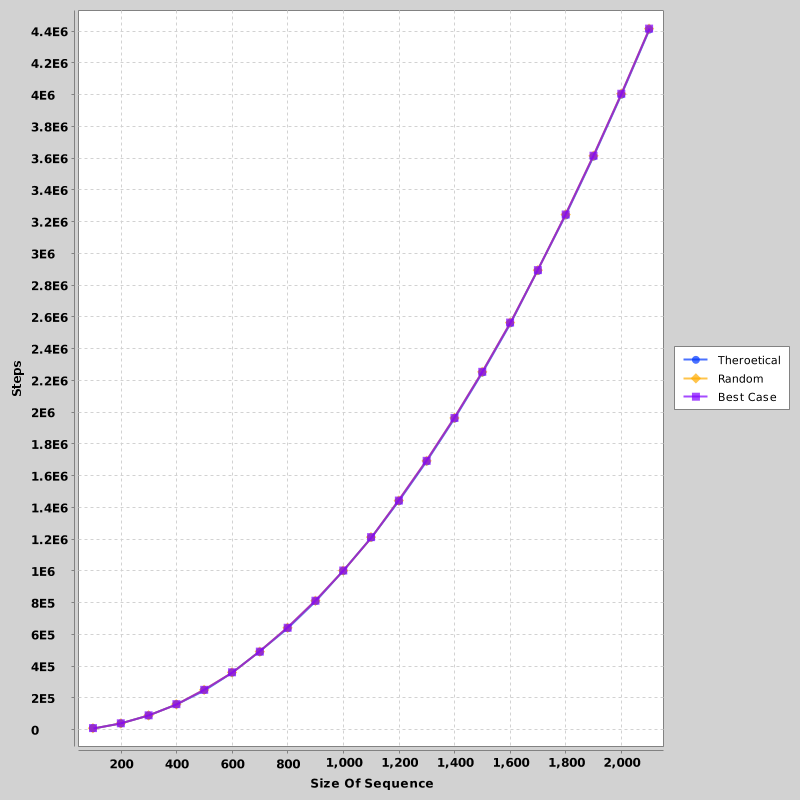 4.4E6
4.2E6
4E6
3.8E6
3.6E6
3.4E6
3.2E6
3E6
2.8E6
2.6E6
2.4E6
2.2E6
2E6
1.8E6
1.6E6
1.4E6
1.2E6
1E6
8E5
6E5
4E5
2E5
0
Steps
200 400 600 800 1,000 1,200 1,400 1,600 1,800 2,000
Size Of Sequence
Theroetical
Random
Best Case